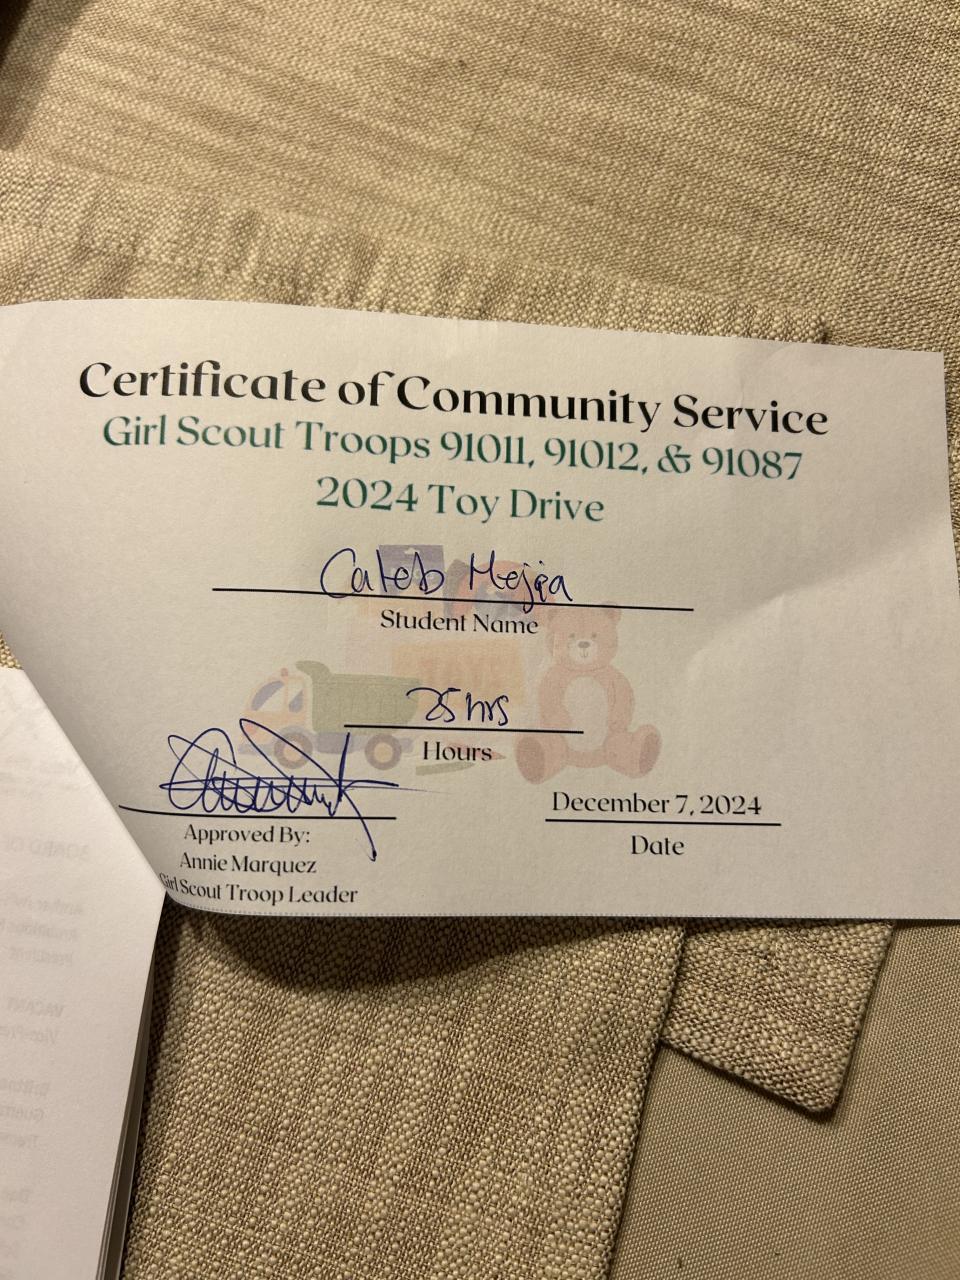 Certificate of Community Service
Girl Scout Troops 91011, 91012, & 91087
2024 Toy Drive
Caleb Mejia
Student Name
TOYS
25 hrs
Hours
December 7, 2024
Date
Approved By:
Annie Marquez
Girl Scout Troop Leader